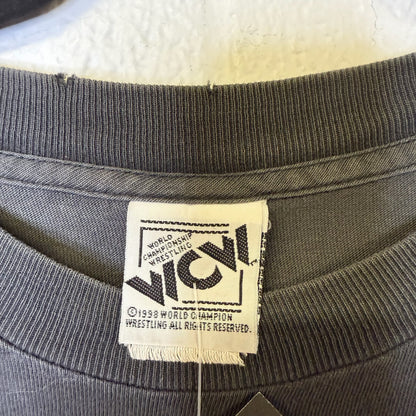 WORLD
CHAMPIONSHIP
WRESTLING
WCW
©1998 WORLD CHAMPION
WRESTLING ALL RIGHTS RESERVED.